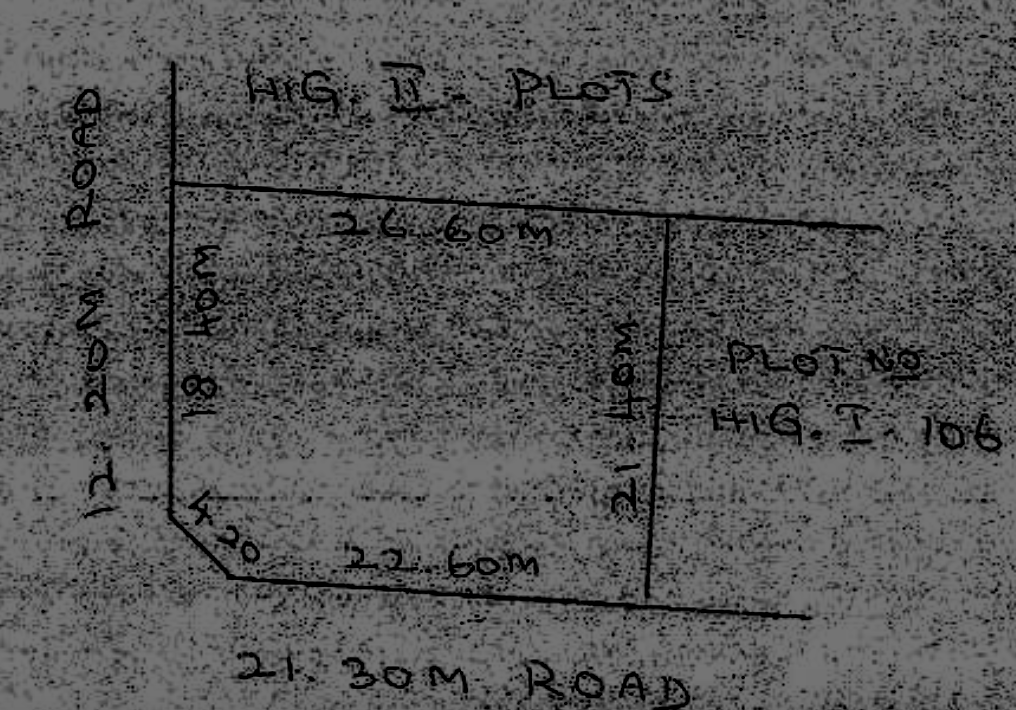 HIG. II - PLOTS
12. 20M. ROAD
26.60m
18 40m
21.40m
PLOT NO
HIG. I - 106
4 20
22.60m
21. 30M ROAD